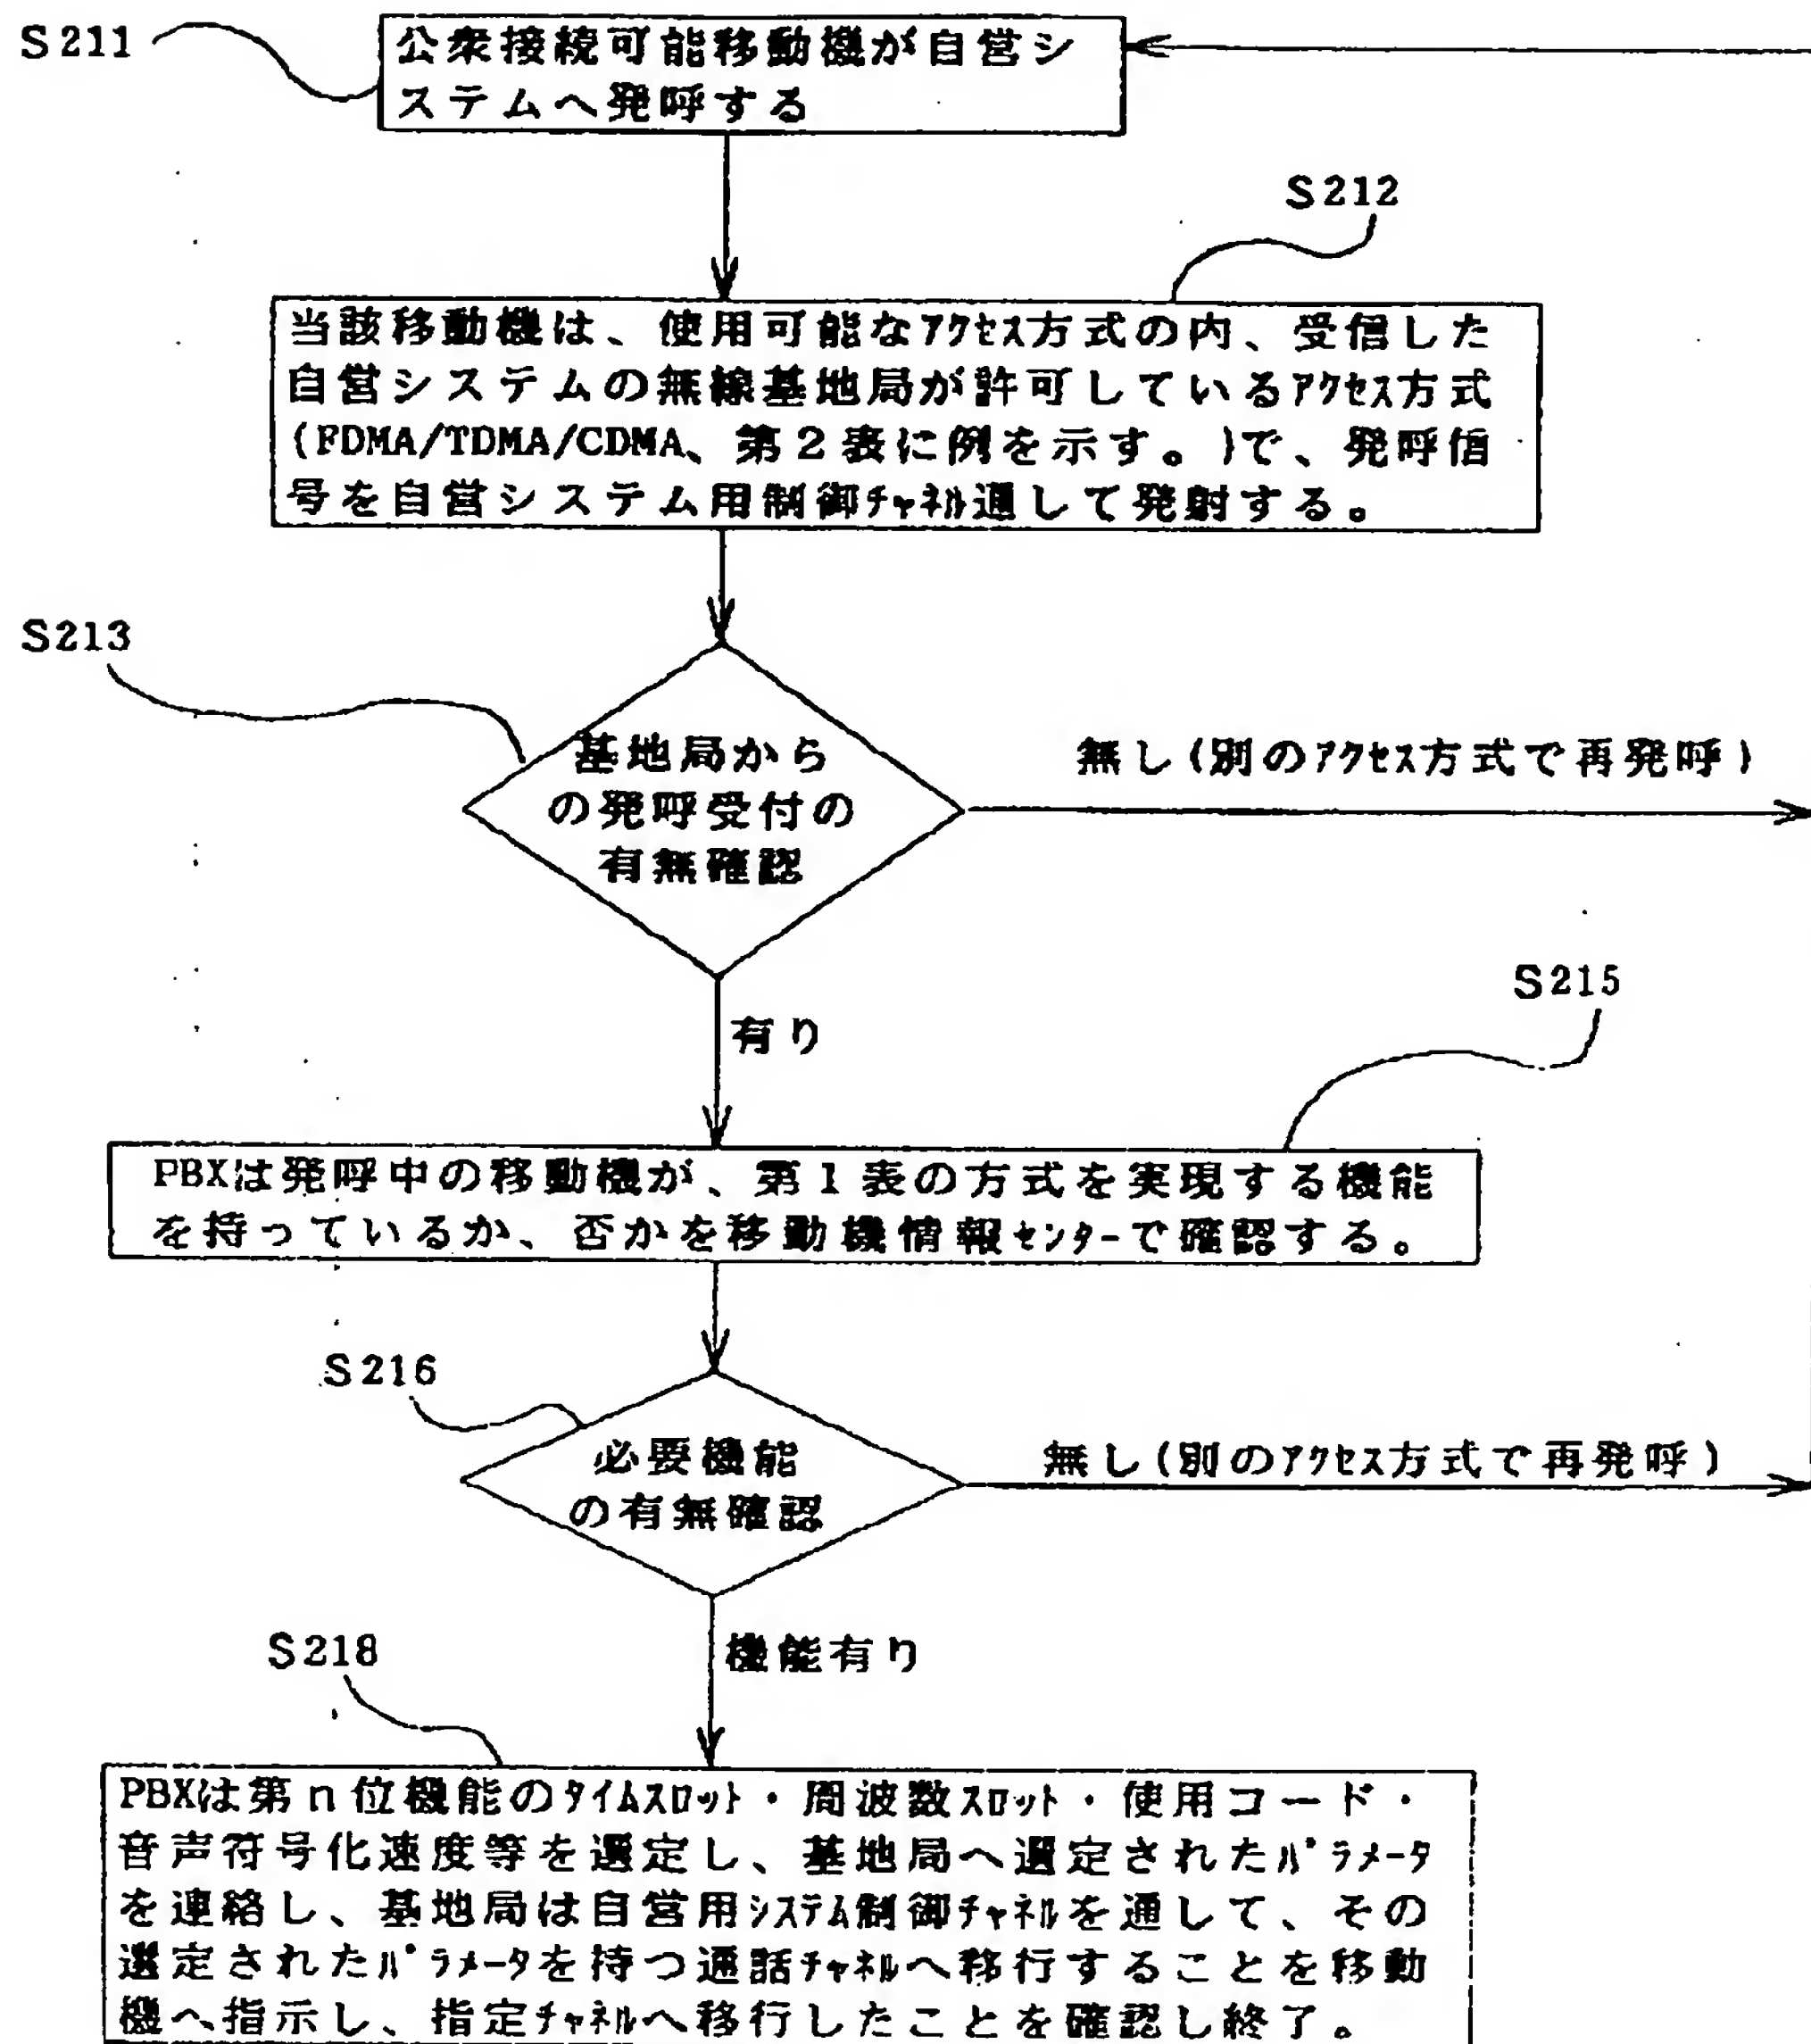 S211
公衆接続可能移動機が自営シ
ステムへ発呼する
S212
当該移動機は、使用可能なｱｸｾｽ方式の内、受信した
自営システムの無線基地局が許可しているｱｸｾｽ方式
(FDMA/TDMA/CDMA、第2表に例を示す。)で、発呼信
号を自営システム用制御ﾁｬﾈﾙ通して発射する。
S213
基地局から
の発呼受付の
有無確認
無し(別のｱｸｾｽ方式で再発呼)
有り
S215
PBXは発呼中の移動機が、第1表の方式を実現する機能
を持っているか、否かを移動機情報ｾﾝﾀｰで確認する。
S216
必要機能
の有無確認
無し(別のｱｸｾｽ方式で再発呼)
機能有り
S218
PBXは第n位機能のﾀｲﾑｽﾛｯﾄ・周波数ｽﾛｯﾄ・使用コード・
音声符号化速度等を選定し、基地局へ選定されたﾊﾟﾗﾒｰﾀ
を連絡し、基地局は自営用ｼｽﾃﾑ制御ﾁｬﾈﾙを通して、その
選定されたﾊﾟﾗﾒｰﾀを持つ通話ﾁｬﾈﾙへ移行することを移動
機へ指示し、指定ﾁｬﾈﾙへ移行したことを確認し終了。